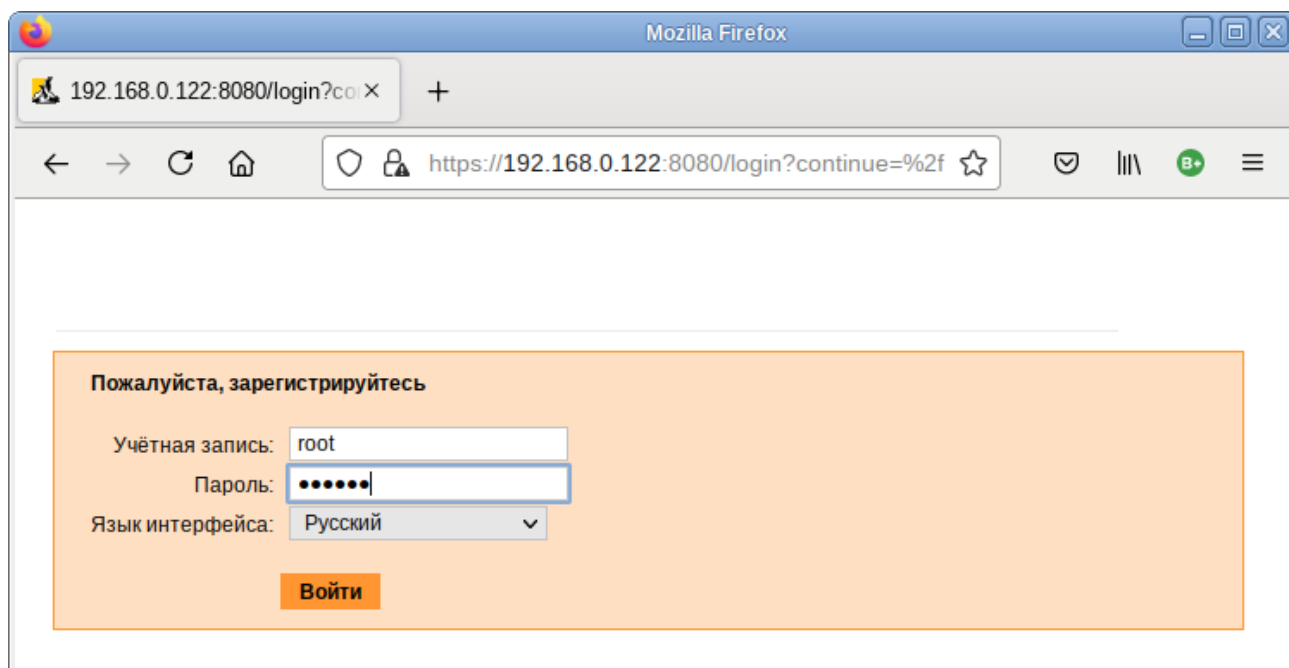 Mozilla Firefox
192.168.0.122:8080/login?co
https://192.168.0.122:8080/login?continue=%2f
B+
Пожалуйста, зарегистрируйтесь
Учётная запись: root
Пароль: ••••••
Язык интерфейса: Русский
Войти